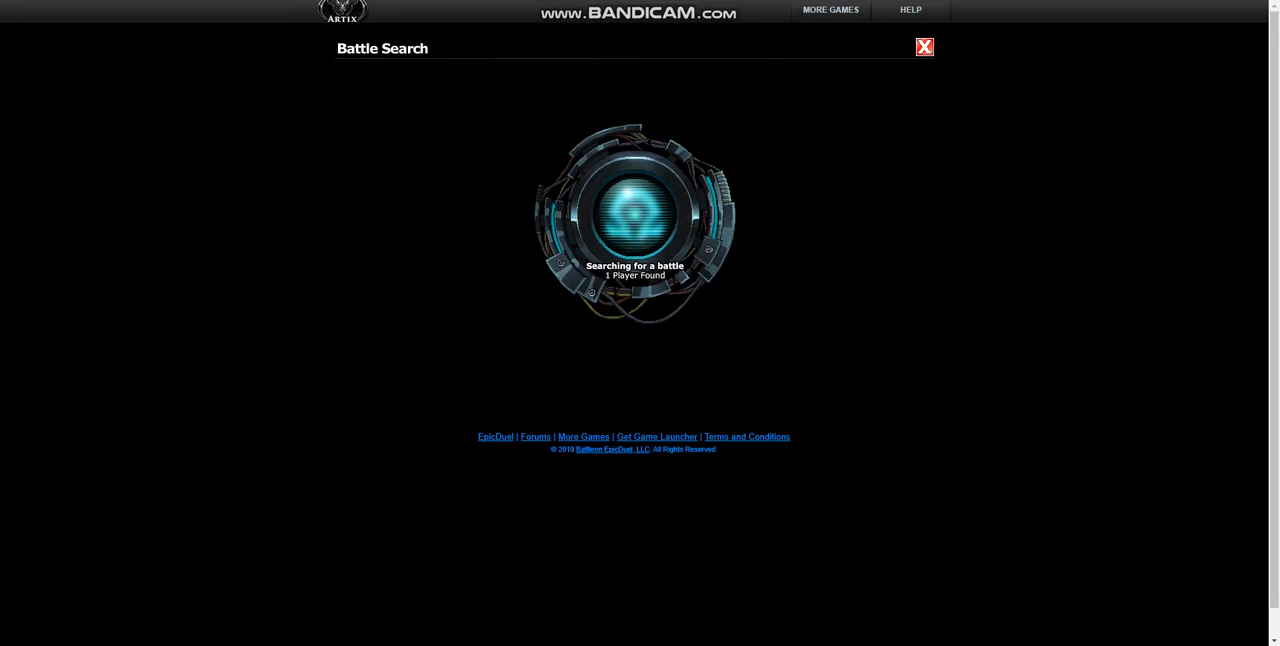 ARTIX
WWW.BANDICAM.COM
MORE GAMES
HELP
Battle Search
X
Searching for a battle
1 Player Found
EpicDuel | Forums | More Games | Get Game Launcher | Terms and Conditions
© 2019 Battleon EpicDuel, LLC. All Rights Reserved.